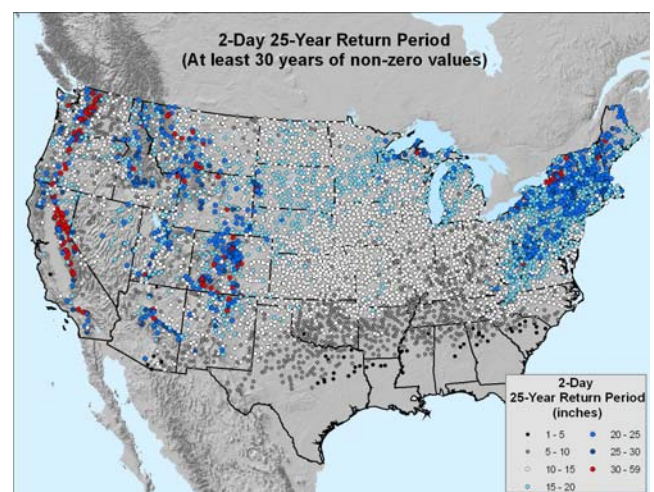 2-Day 25-Year Return Period
(At least 30 years of non-zero values)
2-Day
25-Year Return Period
(inches)
1 - 5
20 - 25
5 - 10
25 - 30
10 - 15
30 - 59
15 - 20